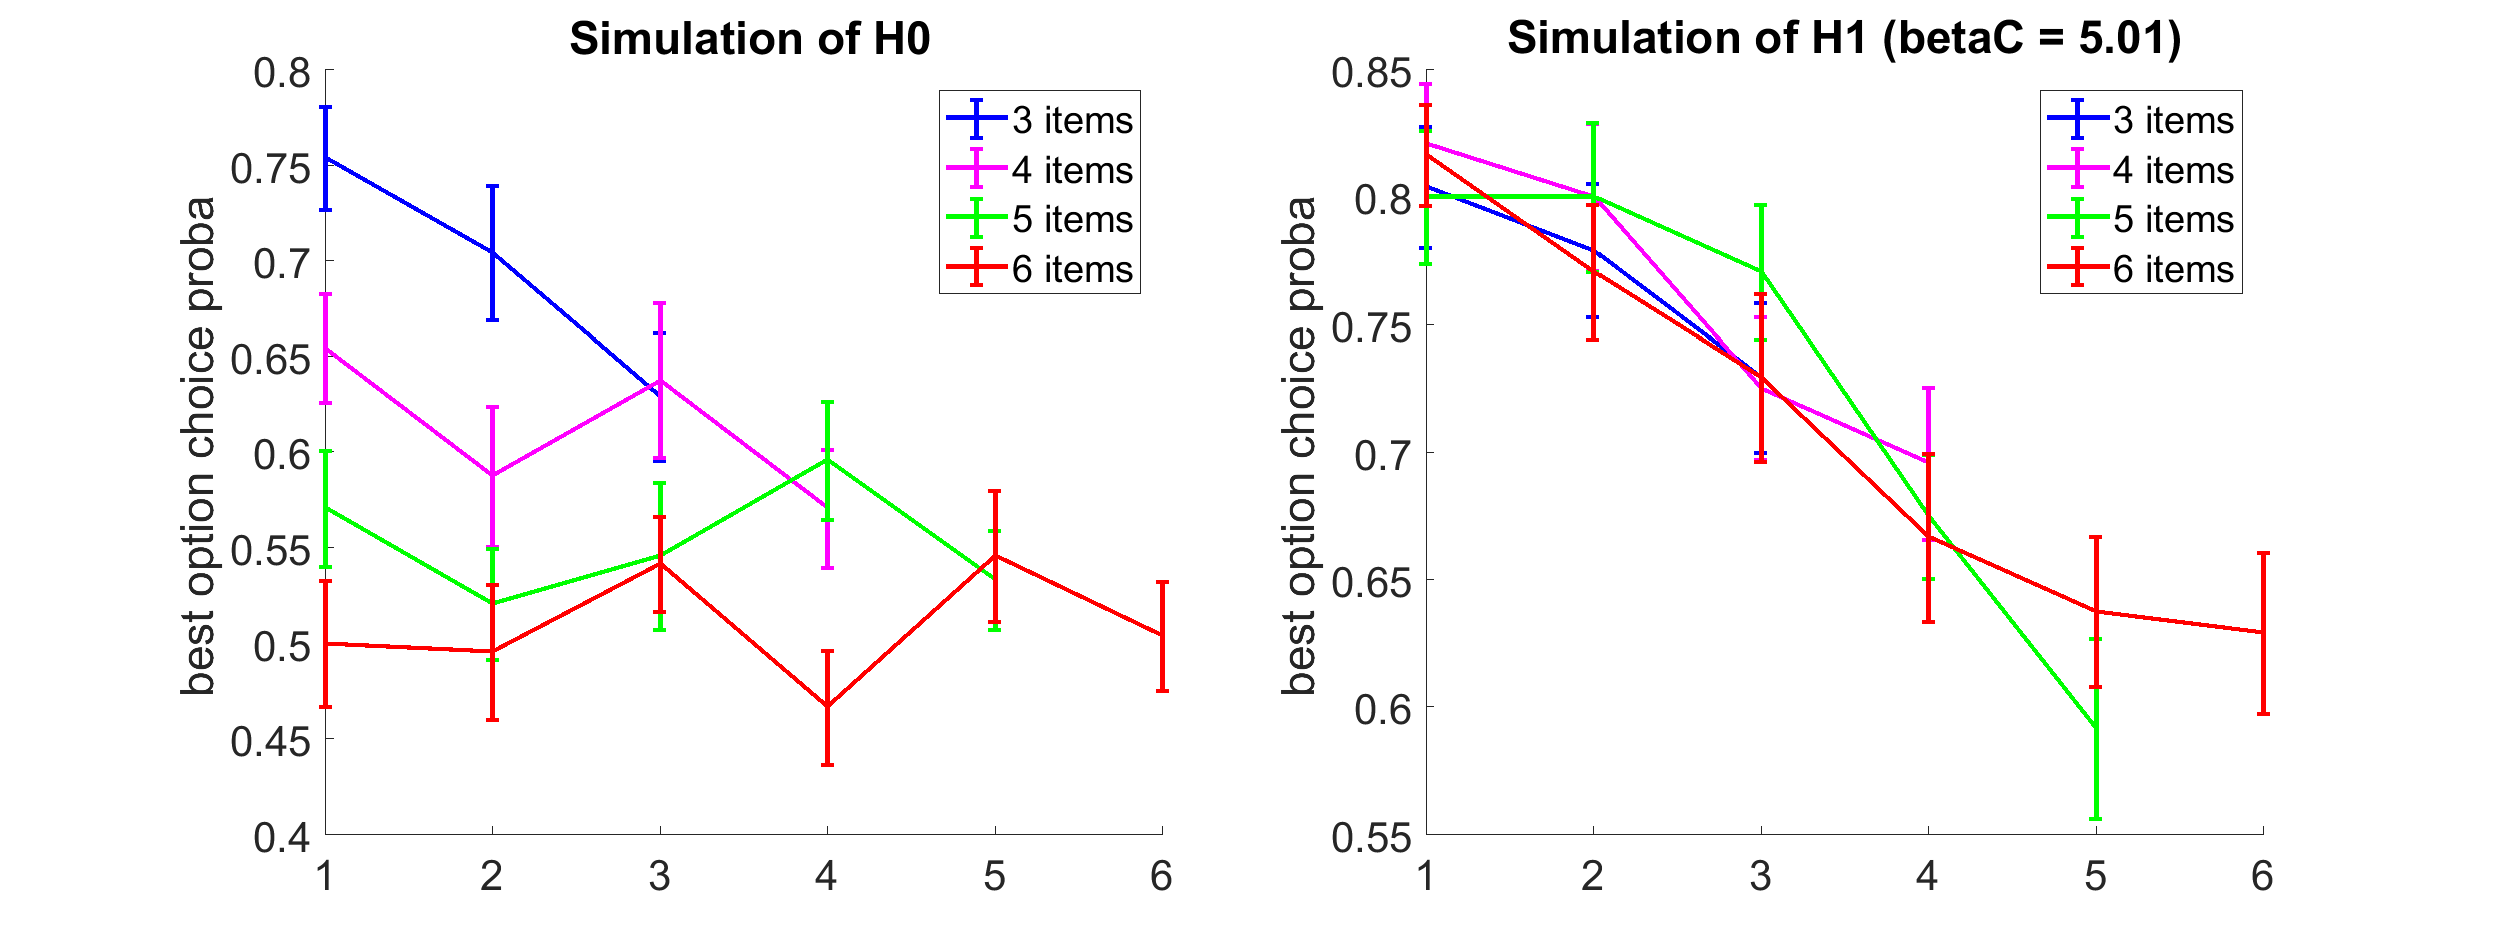 Simulation of H0
0.8
0.75
0.7
0.65
0.6
0.55
0.5
0.45
0.4
best option choice proba
1 2 3 4 5 6
3 items
4 items
5 items
6 items
Simulation of H1 (betaC = 5.01)
0.85
0.8
0.75
0.7
0.65
0.6
0.55
best option choice proba
1 2 3 4 5 6
3 items
4 items
5 items
6 items